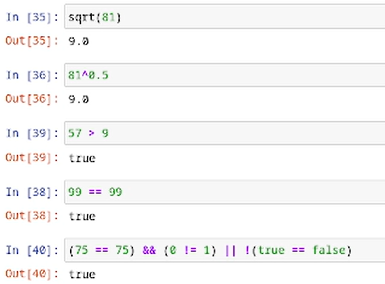 In [35]: sqrt(81)
Out[35]: 9.0
In [36]: 81^0.5
Out[36]: 9.0
In [39]: 57 > 9
Out[39]: true
In [38]: 99 == 99
Out[38]: true
In [40]: (75 == 75) && (0 != 1) || !(true == false)
Out[40]: true